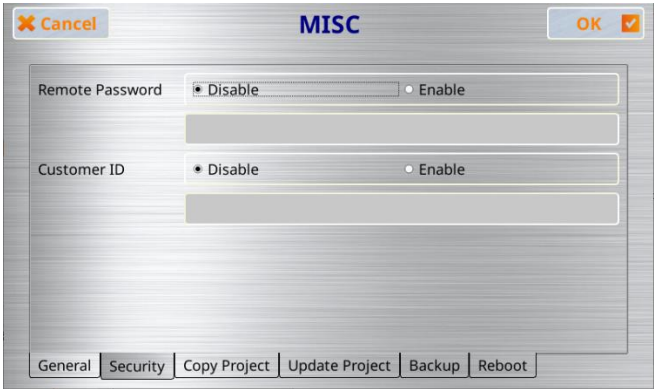 Cancel
MISC
OK
Remote Password
Disable
Enable
Customer ID
Disable
Enable
General
Security
Copy Project
Update Project
Backup
Reboot